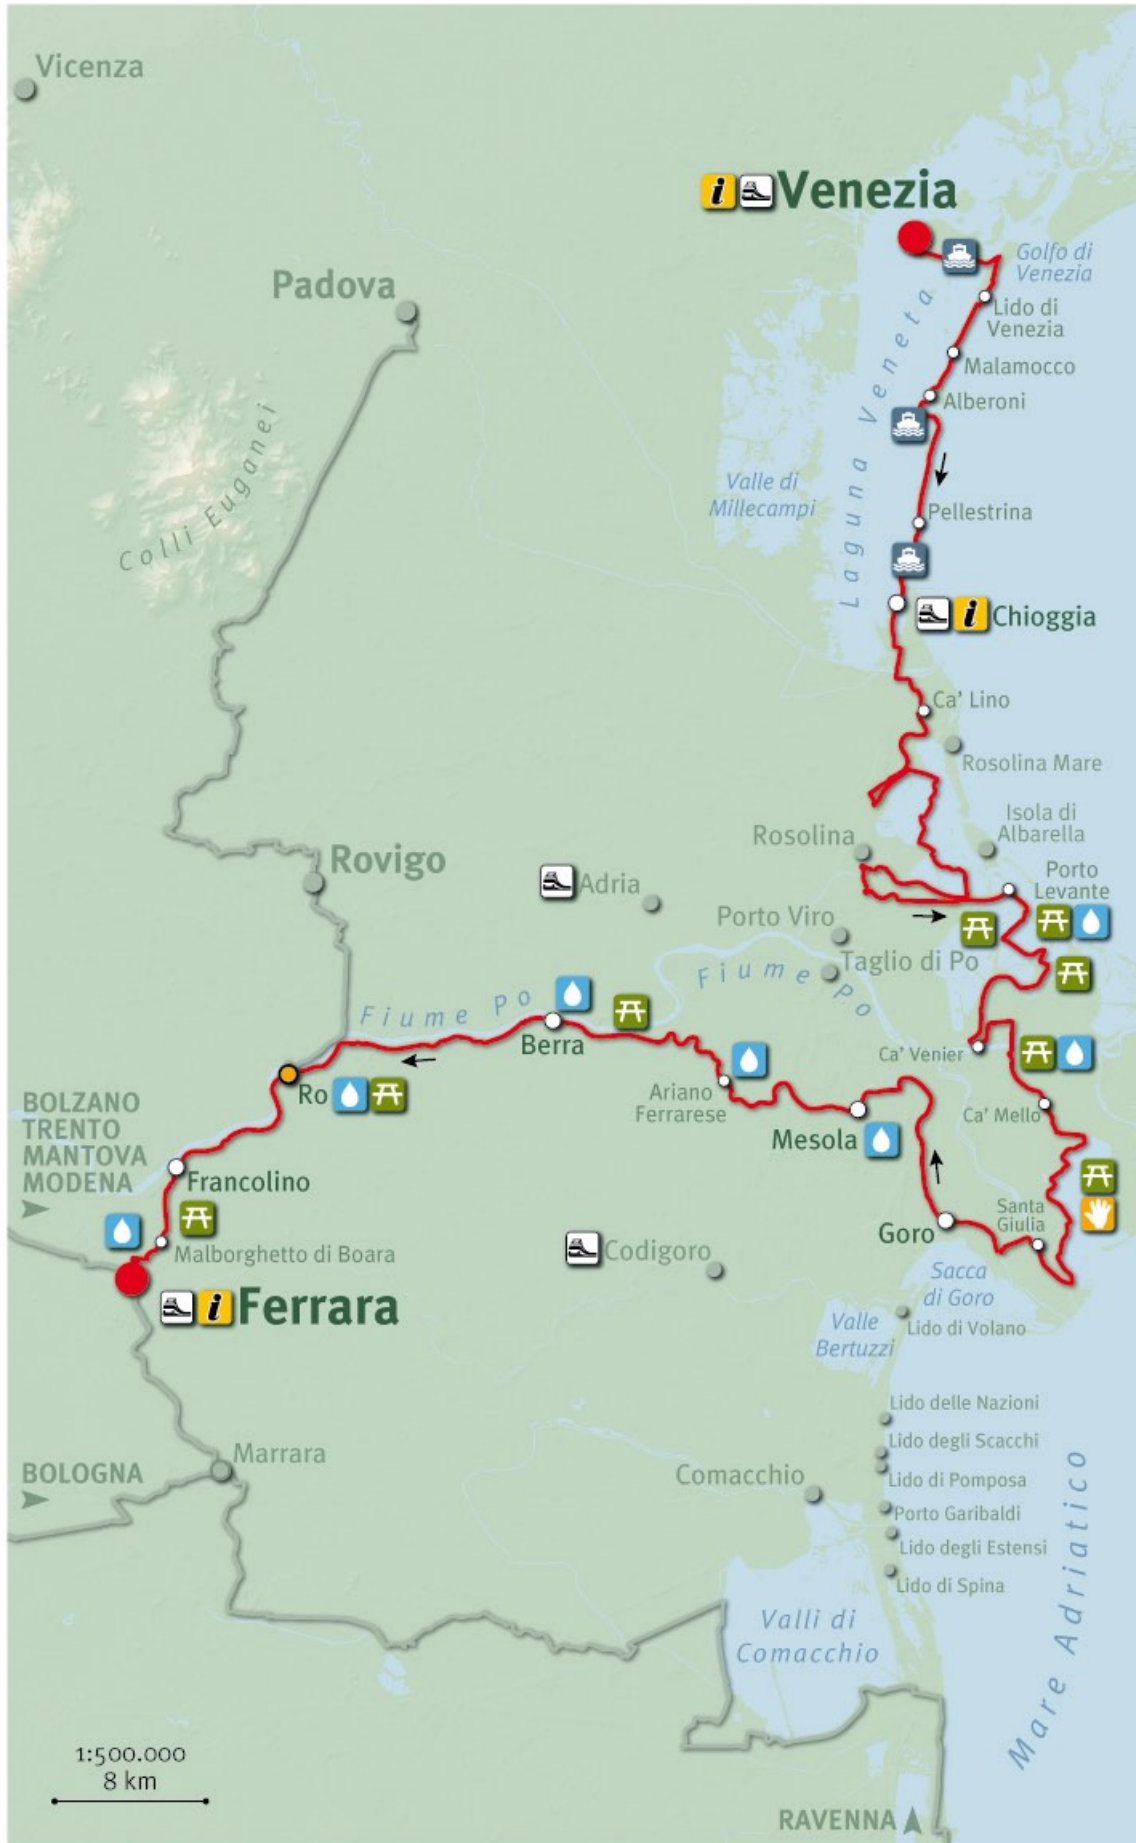 Vicenza
i
Venezia
Golfo di
Venezia
Padova
Lido di
Venezia
Malamocco
Alberoni
Laguna Veneta
Colli Euganei
Valle di
Millecampi
Pellestrina
i
Chioggia
Ca' Lino
Rosolina Mare
Isola di
Albarella
Rosolina
Porto
Levante
Rovigo
Adria
Porto Viro
Taglio di Po
Fiume Po
Fiume Po
Berra
Ca' Venier
Ro
Ariano
Ferrarese
Ca' Mello
Mesola
BOLZANO
TRENTO
MANTOVA
MODENA
Francolino
Santa
Giulia
Goro
Malborghetto di Boara
Codigoro
Sacca
di Goro
i
Ferrara
Valle
Bertuzzi
Lido di Volano
Lido delle Nazioni
Lido degli Scacchi
Marrara
BOLOGNA
Comacchio
Lido di Pomposa
Porto Garibaldi
Lido degli Estensi
Lido di Spina
Mare Adriatico
Valli di
Comacchio
1:500.000
8 km
RAVENNA